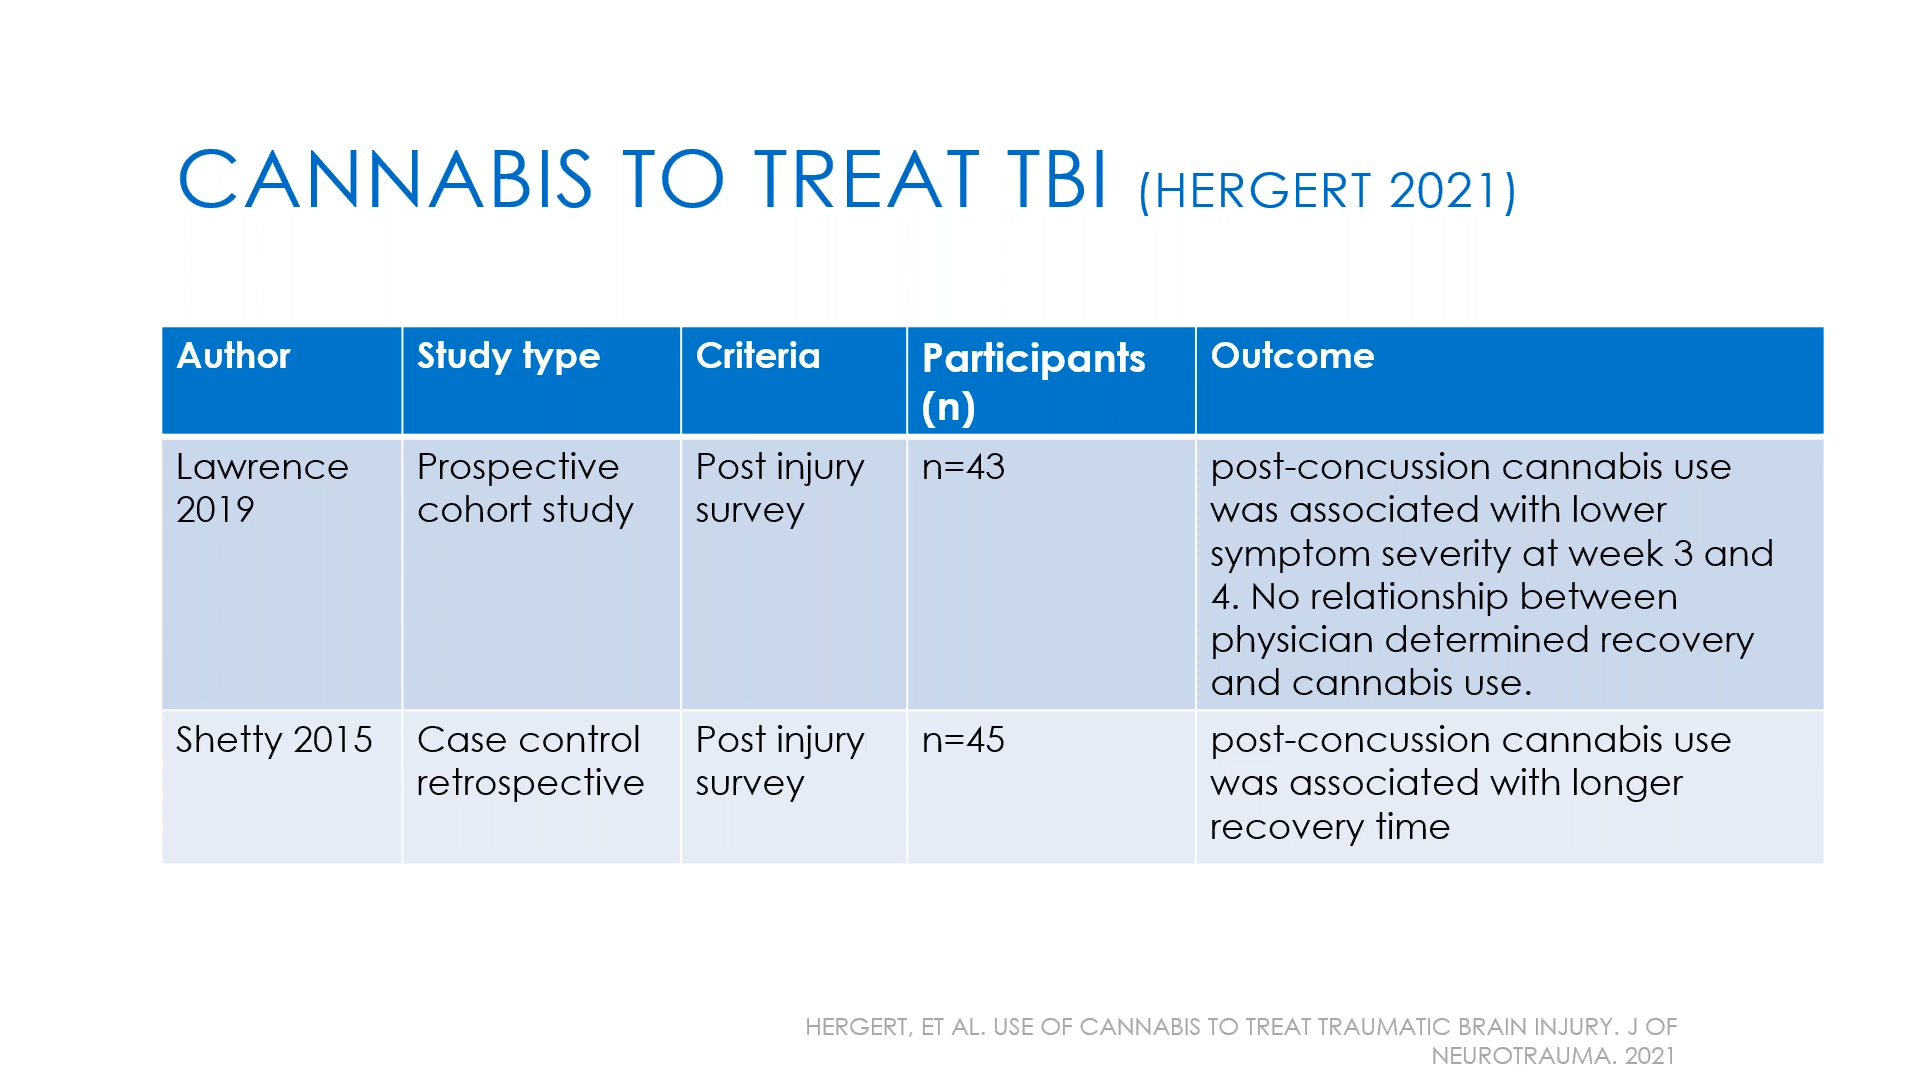 CANNABIS TO TREAT TBI (HERGERT 2021)
Author
Study type
Criteria
Participants
(n)
Outcome
Lawrence
2019
Prospective
cohort study
Post injury
survey
n=43
post-concussion cannabis use
was associated with lower
symptom severity at week 3 and
4. No relationship between
physician determined recovery
and cannabis use.
Shetty 2015
Case control
retrospective
Post injury
survey
n=45
post-concussion cannabis use
was associated with longer
recovery time
HERGERT, ET AL. USE OF CANNABIS TO TREAT TRAUMATIC BRAIN INJURY. J OF
NEUROTRAUMA. 2021